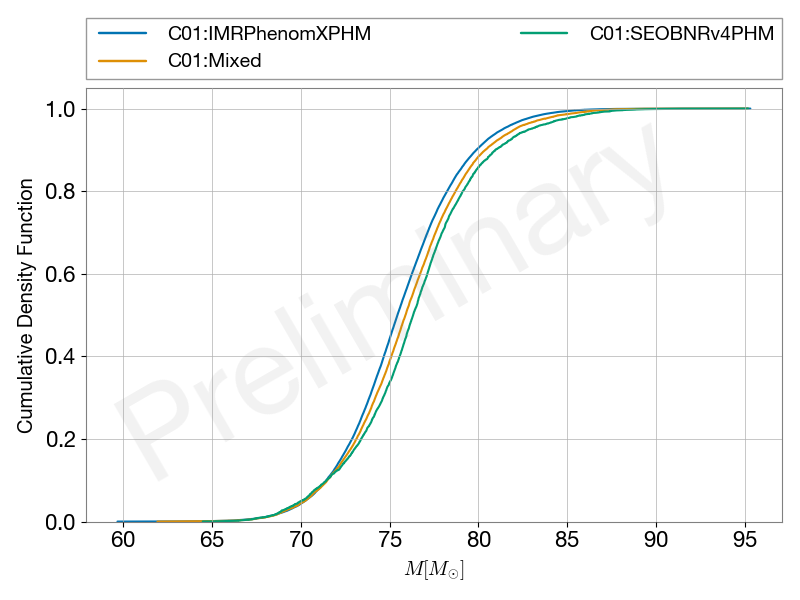 C01:IMRPhenomXPHM
C01:Mixed
C01:SEOBNRv4PHM
Cumulative Density Function
1.0
0.8
0.6
0.4
0.2
0.0
Preliminary
60 65 70 75 80 85 90 95
M[M⊙]